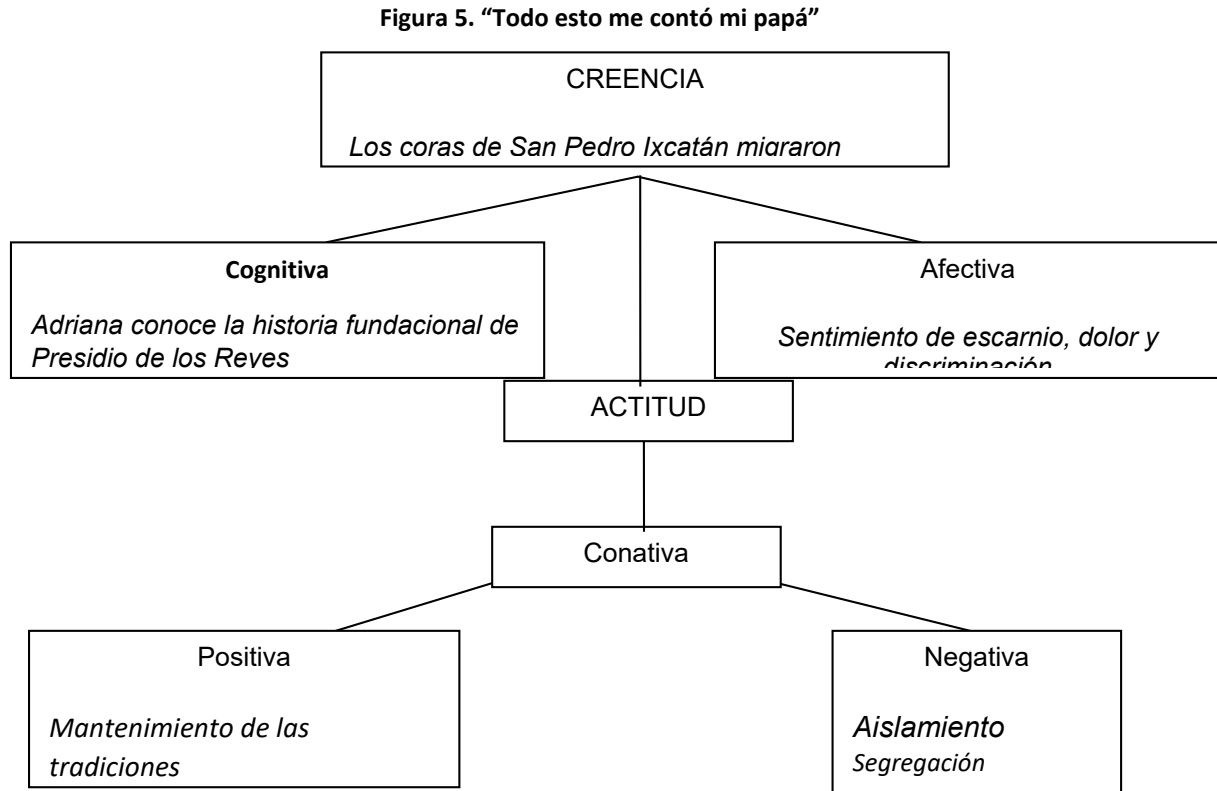 Figura 5. “Todo esto me contó mi papá”
CREENCIA
Los coras de San Pedro Ixcatán migraron
Cognitiva
Adriana conoce la historia fundacional de
Presidio de los Reyes
Afectiva
Sentimiento de escarnio, dolor y
discriminación
ACTITUD
Conativa
Positiva
Mantenimiento de las
tradiciones
Negativa
Aislamiento
Segregación